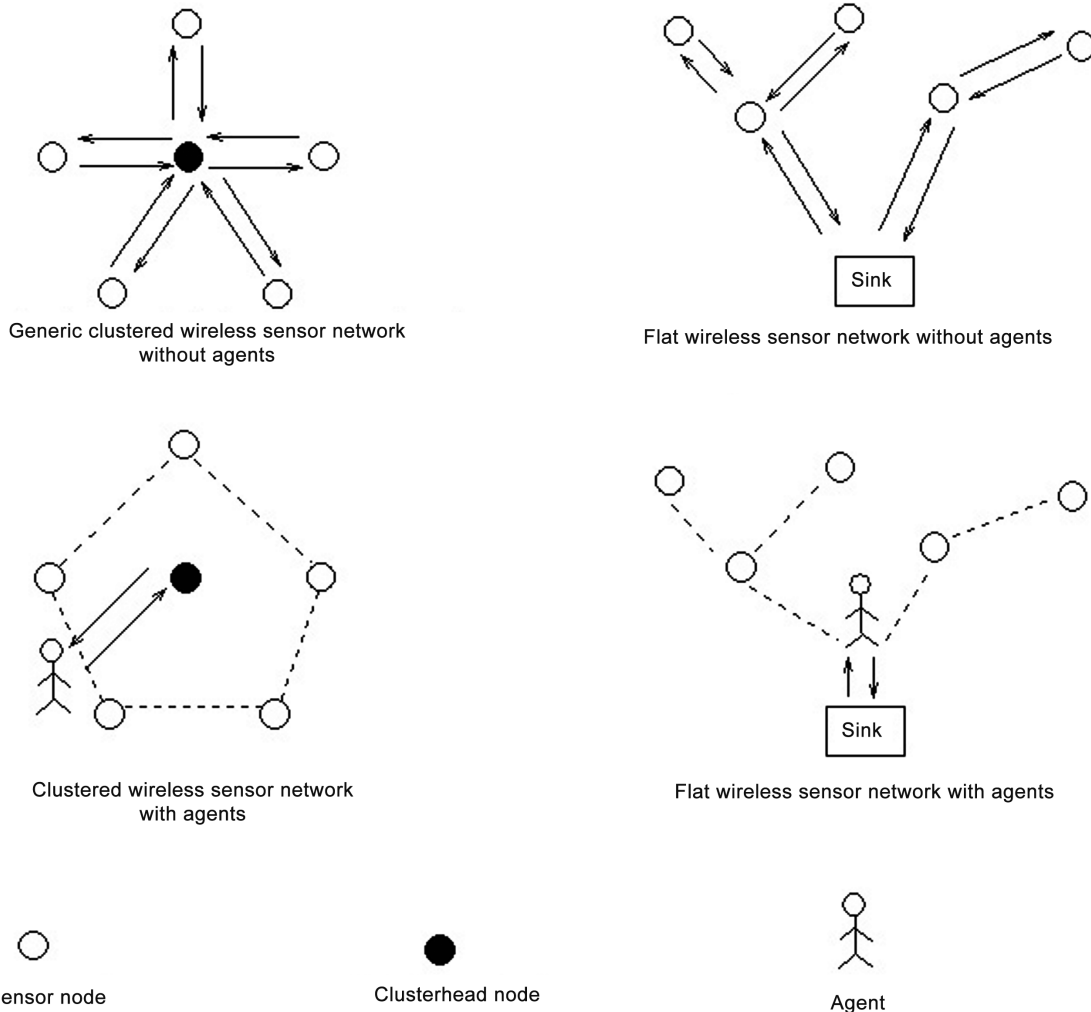 Sink
Generic clustered wireless sensor network
without agents
Flat wireless sensor network without agents
Sink
Clustered wireless sensor network
with agents
Flat wireless sensor network with agents
ensor node
Clusterhead node
Agent